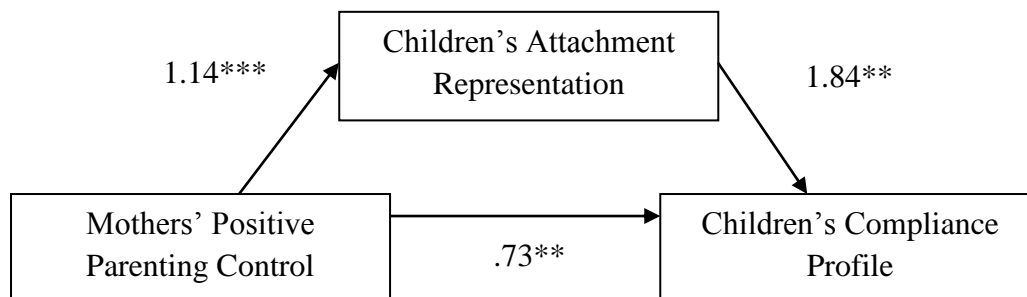 Children’s Attachment
Representation
1.14***
1.84**
Mothers’ Positive
Parenting Control
.73**
Children’s Compliance
Profile